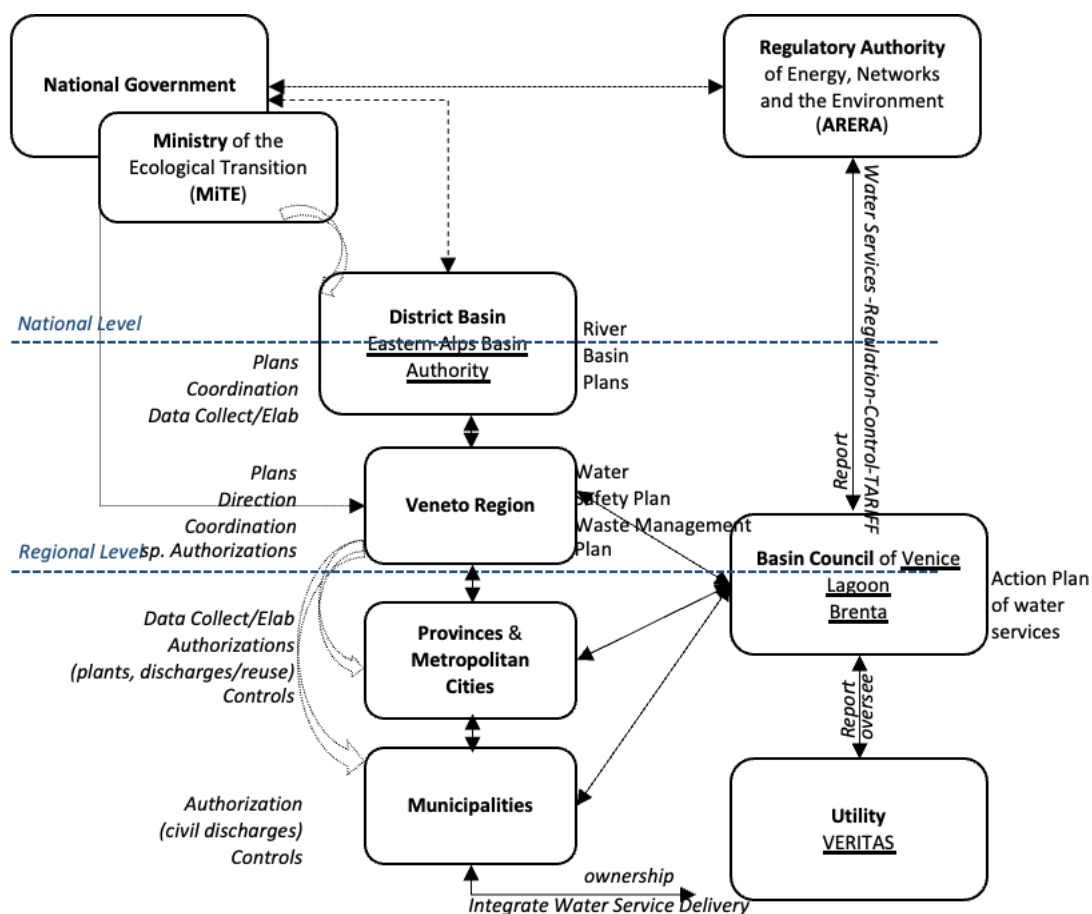 National Government
Ministry of the
Ecological Transition
(MiTE)
Regulatory Authority
of Energy, Networks
and the Environment
(ARERA)
National Level
District Basin
Eastern-Alps Basin
Authority
River
Basin
Plans
Plans
Coordination
Data Collect/Elab
Water Services -Regulation-Control-TARIFF
Report
Plans
Direction
Coordination
sp. Authorizations
Veneto Region
Water
Safety Plan
Waste Management
Plan
Regional Level
Basin Council of Venice
Lagoon
Brenta
Action Plan
of water
services
Data Collect/Elab
Authorizations
(plants, discharges/reuse)
Controls
Provinces &
Metropolitan
Cities
Report
oversee
Authorization
(civil discharges)
Controls
Municipalities
Utility
VERITAS
ownership
Integrate Water Service Delivery